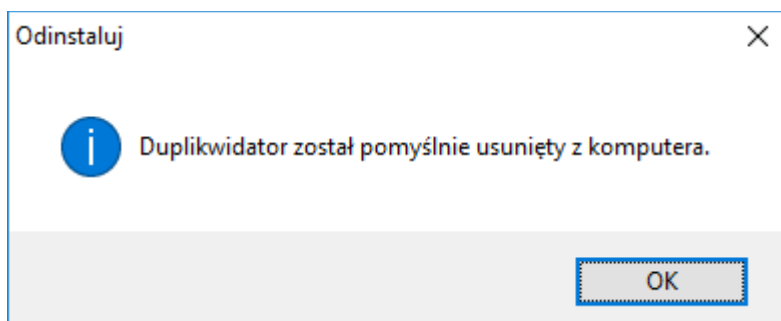 Odinstaluj
Duplikwidator został pomyślnie usunięty z komputera.
OK